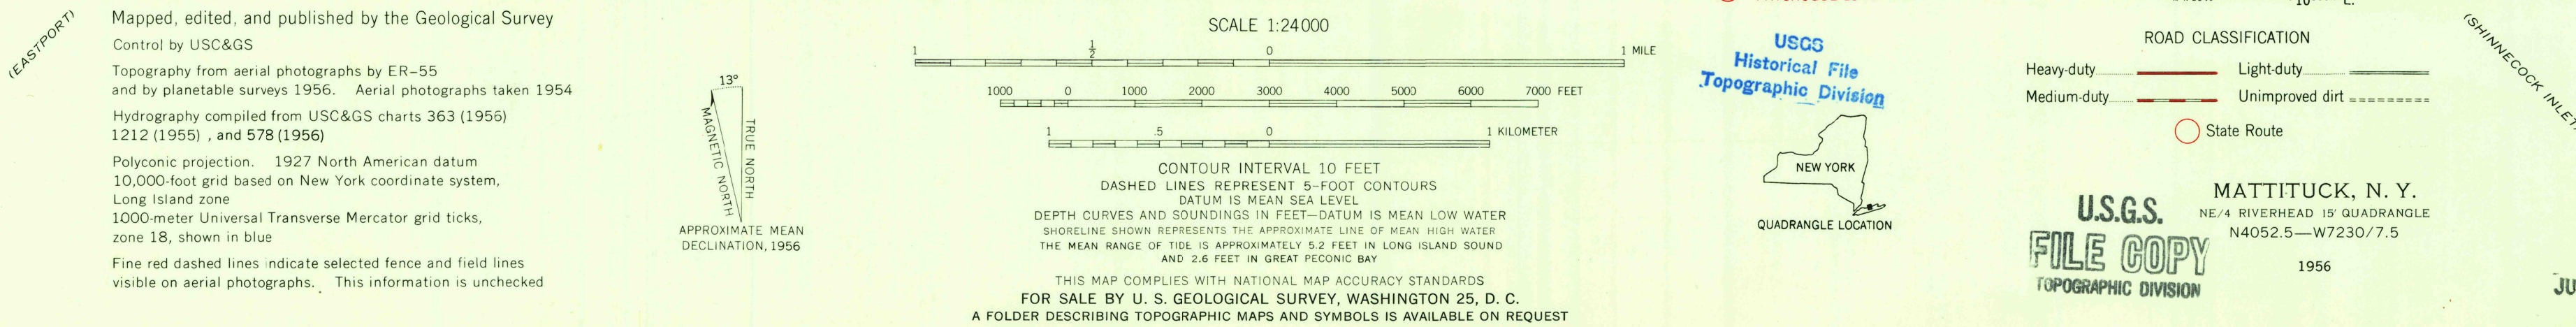 (EASTPORT)
Mapped, edited, and published by the Geological Survey
Control by USC&GS
Topography from aerial photographs by ER–55
and by planetable surveys 1956. Aerial photographs taken 1954
Hydrography compiled from USC&GS charts 363 (1956)
1212 (1955) , and 578 (1956)
Polyconic projection. 1927 North American datum
10,000-foot grid based on New York coordinate system,
Long Island zone
1000-meter Universal Transverse Mercator grid ticks,
zone 18, shown in blue
Fine red dashed lines indicate selected fence and field lines
visible on aerial photographs. This information is unchecked
13°
MAGNETIC NORTH
TRUE NORTH
APPROXIMATE MEAN
DECLINATION, 1956
SCALE 1:24000
1 ½ 0 1 MILE
1000 0 1000 2000 3000 4000 5000 6000 7000 FEET
1 .5 0 1 KILOMETER
CONTOUR INTERVAL 10 FEET
DASHED LINES REPRESENT 5–FOOT CONTOURS
DATUM IS MEAN SEA LEVEL
DEPTH CURVES AND SOUNDINGS IN FEET—DATUM IS MEAN LOW WATER
SHORELINE SHOWN REPRESENTS THE APPROXIMATE LINE OF MEAN HIGH WATER
THE MEAN RANGE OF TIDE IS APPROXIMATELY 5.2 FEET IN LONG ISLAND SOUND
AND 2.6 FEET IN GREAT PECONIC BAY
THIS MAP COMPLIES WITH NATIONAL MAP ACCURACY STANDARDS
FOR SALE BY U. S. GEOLOGICAL SURVEY, WASHINGTON 25, D. C.
A FOLDER DESCRIBING TOPOGRAPHIC MAPS AND SYMBOLS IS AVAILABLE ON REQUEST
USGS
Historical File
Topographic Division
NEW YORK
QUADRANGLE LOCATION
ROAD CLASSIFICATION
Heavy-duty Light-duty
Medium-duty Unimproved dirt
State Route
(SHINNECOCK INLET
U.S.G.S.
FILE COPY
TOPOGRAPHIC DIVISION
MATTITUCK, N. Y.
NE/4 RIVERHEAD 15' QUADRANGLE
N4052.5—W7230/7.5
1956
JU